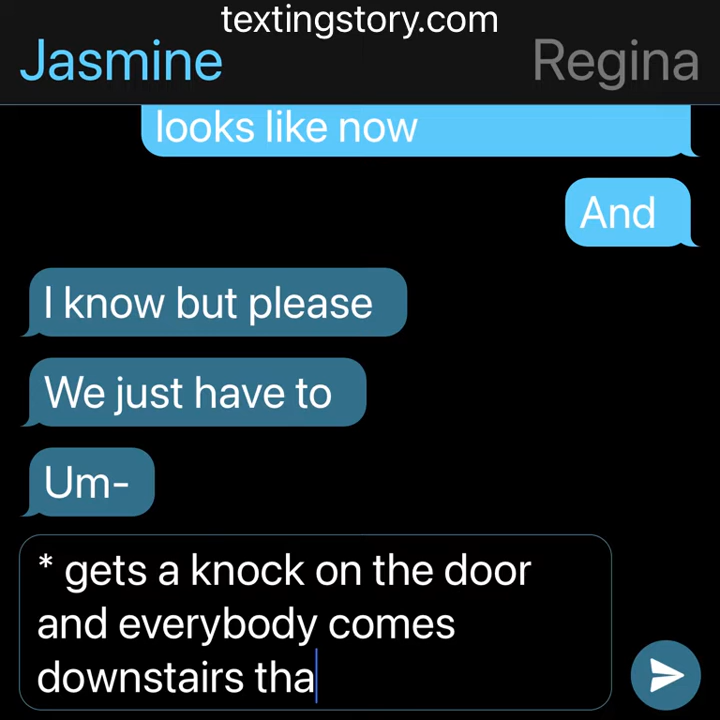 textingstory.com
Jasmine Regina
looks like now
And
I know but please
We just have to
Um-
* gets a knock on the door
and everybody comes
downstairs tha